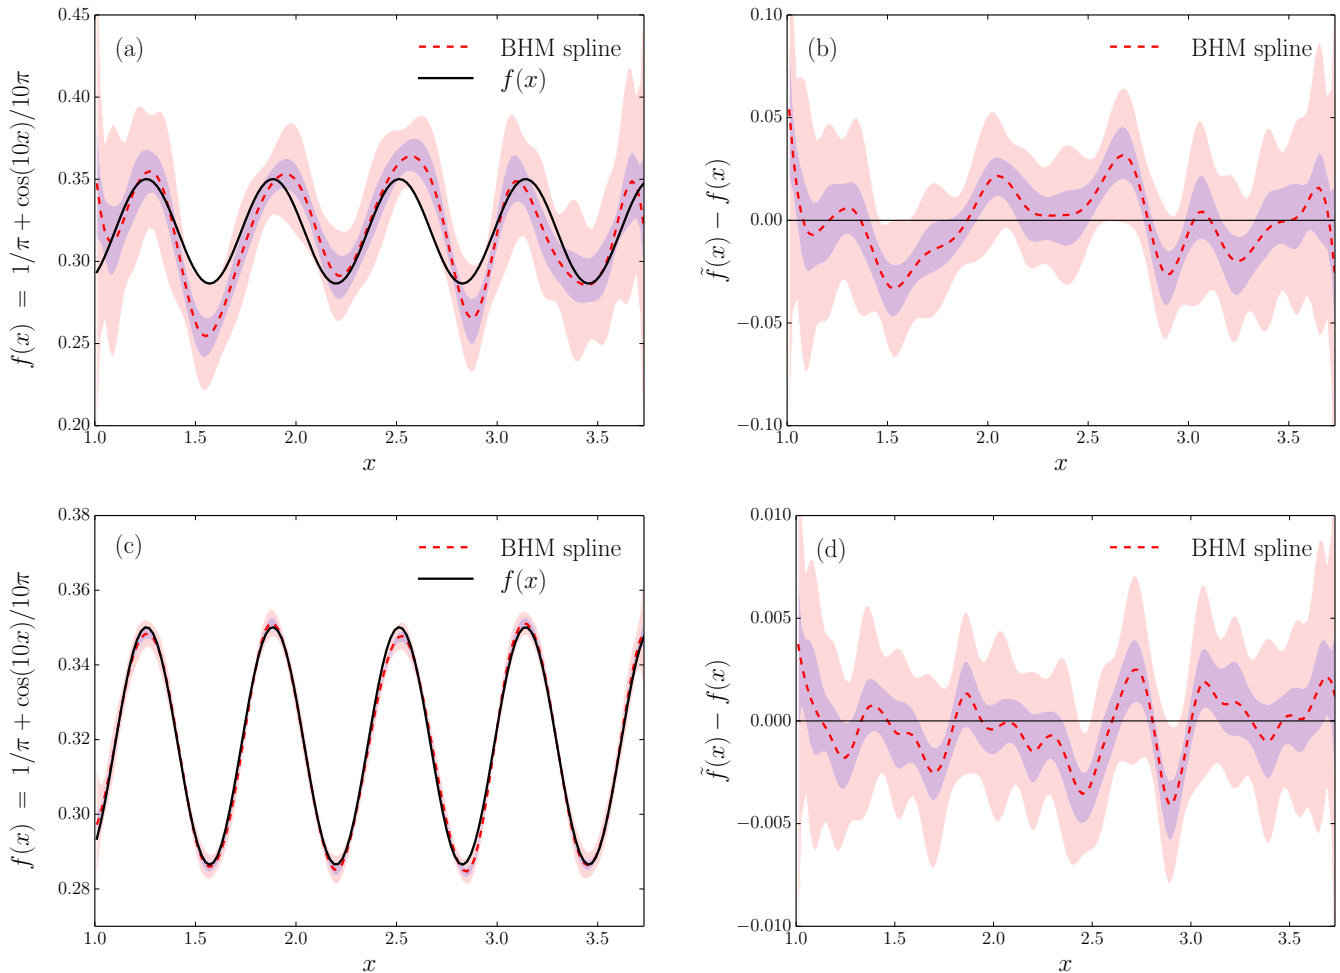 (a)
BHM spline
f(x)
f(x) = 1/π + cos(10x)/10π
0.45
0.40
0.35
0.30
0.25
0.20
1.0 1.5 2.0 2.5 3.0 3.5
x
(b)
BHM spline
f̃(x) − f(x)
0.10
0.05
0.00
−0.05
−0.10
1.0 1.5 2.0 2.5 3.0 3.5
x
(c)
BHM spline
f(x)
f(x) = 1/π + cos(10x)/10π
0.38
0.36
0.34
0.32
0.30
0.28
1.0 1.5 2.0 2.5 3.0 3.5
x
(d)
BHM spline
f̃(x) − f(x)
0.010
0.005
0.000
−0.005
−0.010
1.0 1.5 2.0 2.5 3.0 3.5
x